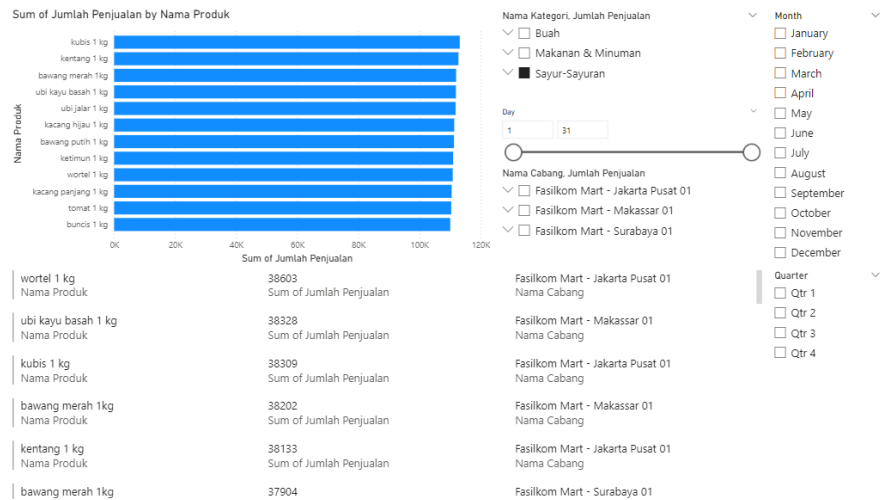 Sum of Jumlah Penjualan by Nama Produk
Nama Produk
kubis 1 kg
kentang 1 kg
bawang merah 1kg
ubi kayu basah 1 kg
ubi jalar 1 kg
kacang hijau 1 kg
bawang putih 1 kg
ketimun 1 kg
wortel 1 kg
kacang panjang 1 kg
tomat 1 kg
buncis 1 kg
0K 20K 40K 60K 80K 100K 120K
Sum of Jumlah Penjualan
Nama Kategori, Jumlah Penjualan
Buah
Makanan & Minuman
Sayur-Sayuran
Day
1 31
Nama Cabang, Jumlah Penjualan
Fasilkom Mart - Jakarta Pusat 01
Fasilkom Mart - Makassar 01
Fasilkom Mart - Surabaya 01
Month
January
February
March
April
May
June
July
August
September
October
November
December
Quarter
Qtr 1
Qtr 2
Qtr 3
Qtr 4
wortel 1 kg 38603 Fasilkom Mart - Jakarta Pusat 01
Nama Produk Sum of Jumlah Penjualan Nama Cabang
ubi kayu basah 1 kg 38328 Fasilkom Mart - Makassar 01
Nama Produk Sum of Jumlah Penjualan Nama Cabang
kubis 1 kg 38309 Fasilkom Mart - Jakarta Pusat 01
Nama Produk Sum of Jumlah Penjualan Nama Cabang
bawang merah 1kg 38202 Fasilkom Mart - Makassar 01
Nama Produk Sum of Jumlah Penjualan Nama Cabang
kentang 1 kg 38133 Fasilkom Mart - Jakarta Pusat 01
Nama Produk Sum of Jumlah Penjualan Nama Cabang
bawang merah 1kg 37904 Fasilkom Mart - Surabaya 01